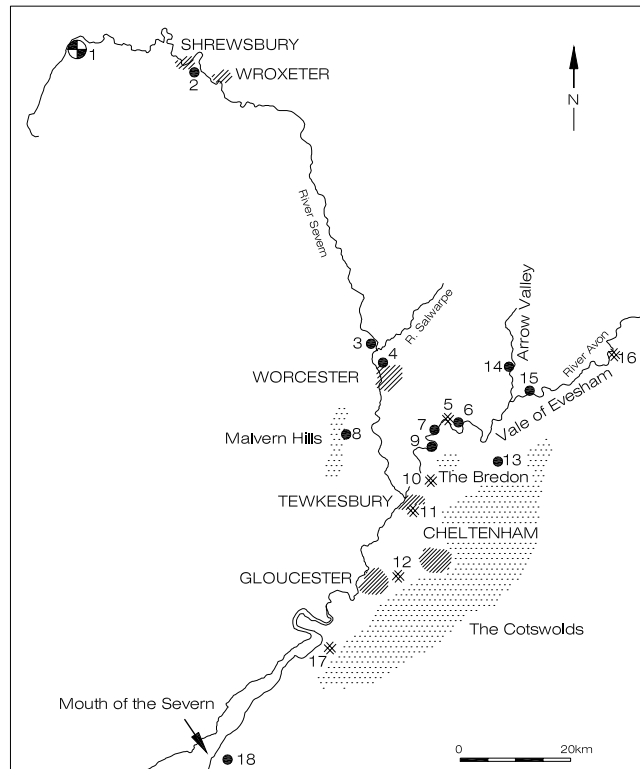 SHREWSBURY
1
2
WROXETER
N
River Severn
R. Salwarpe
Arrow Valley
3
4
WORCESTER
14
15
River Avon
16
Vale of Evesham
5
6
7
Malvern Hills
8
9
13
10
The Bredon
TEWKESBURY
11
CHELTENHAM
12
GLOUCESTER
The Cotswolds
17
Mouth of the Severn
18
0
20km